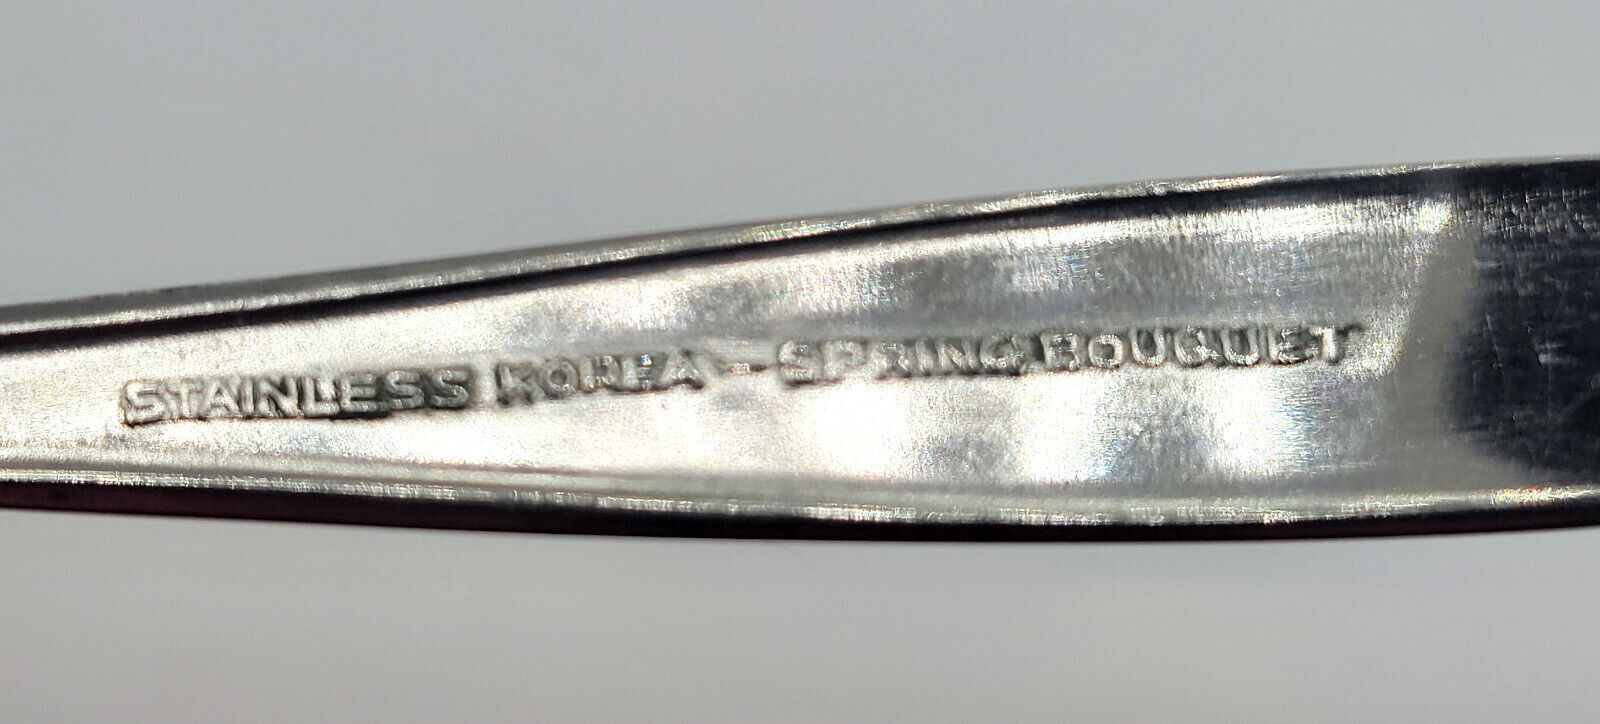 STAINLESS KOREA - SPRING BOUQUET